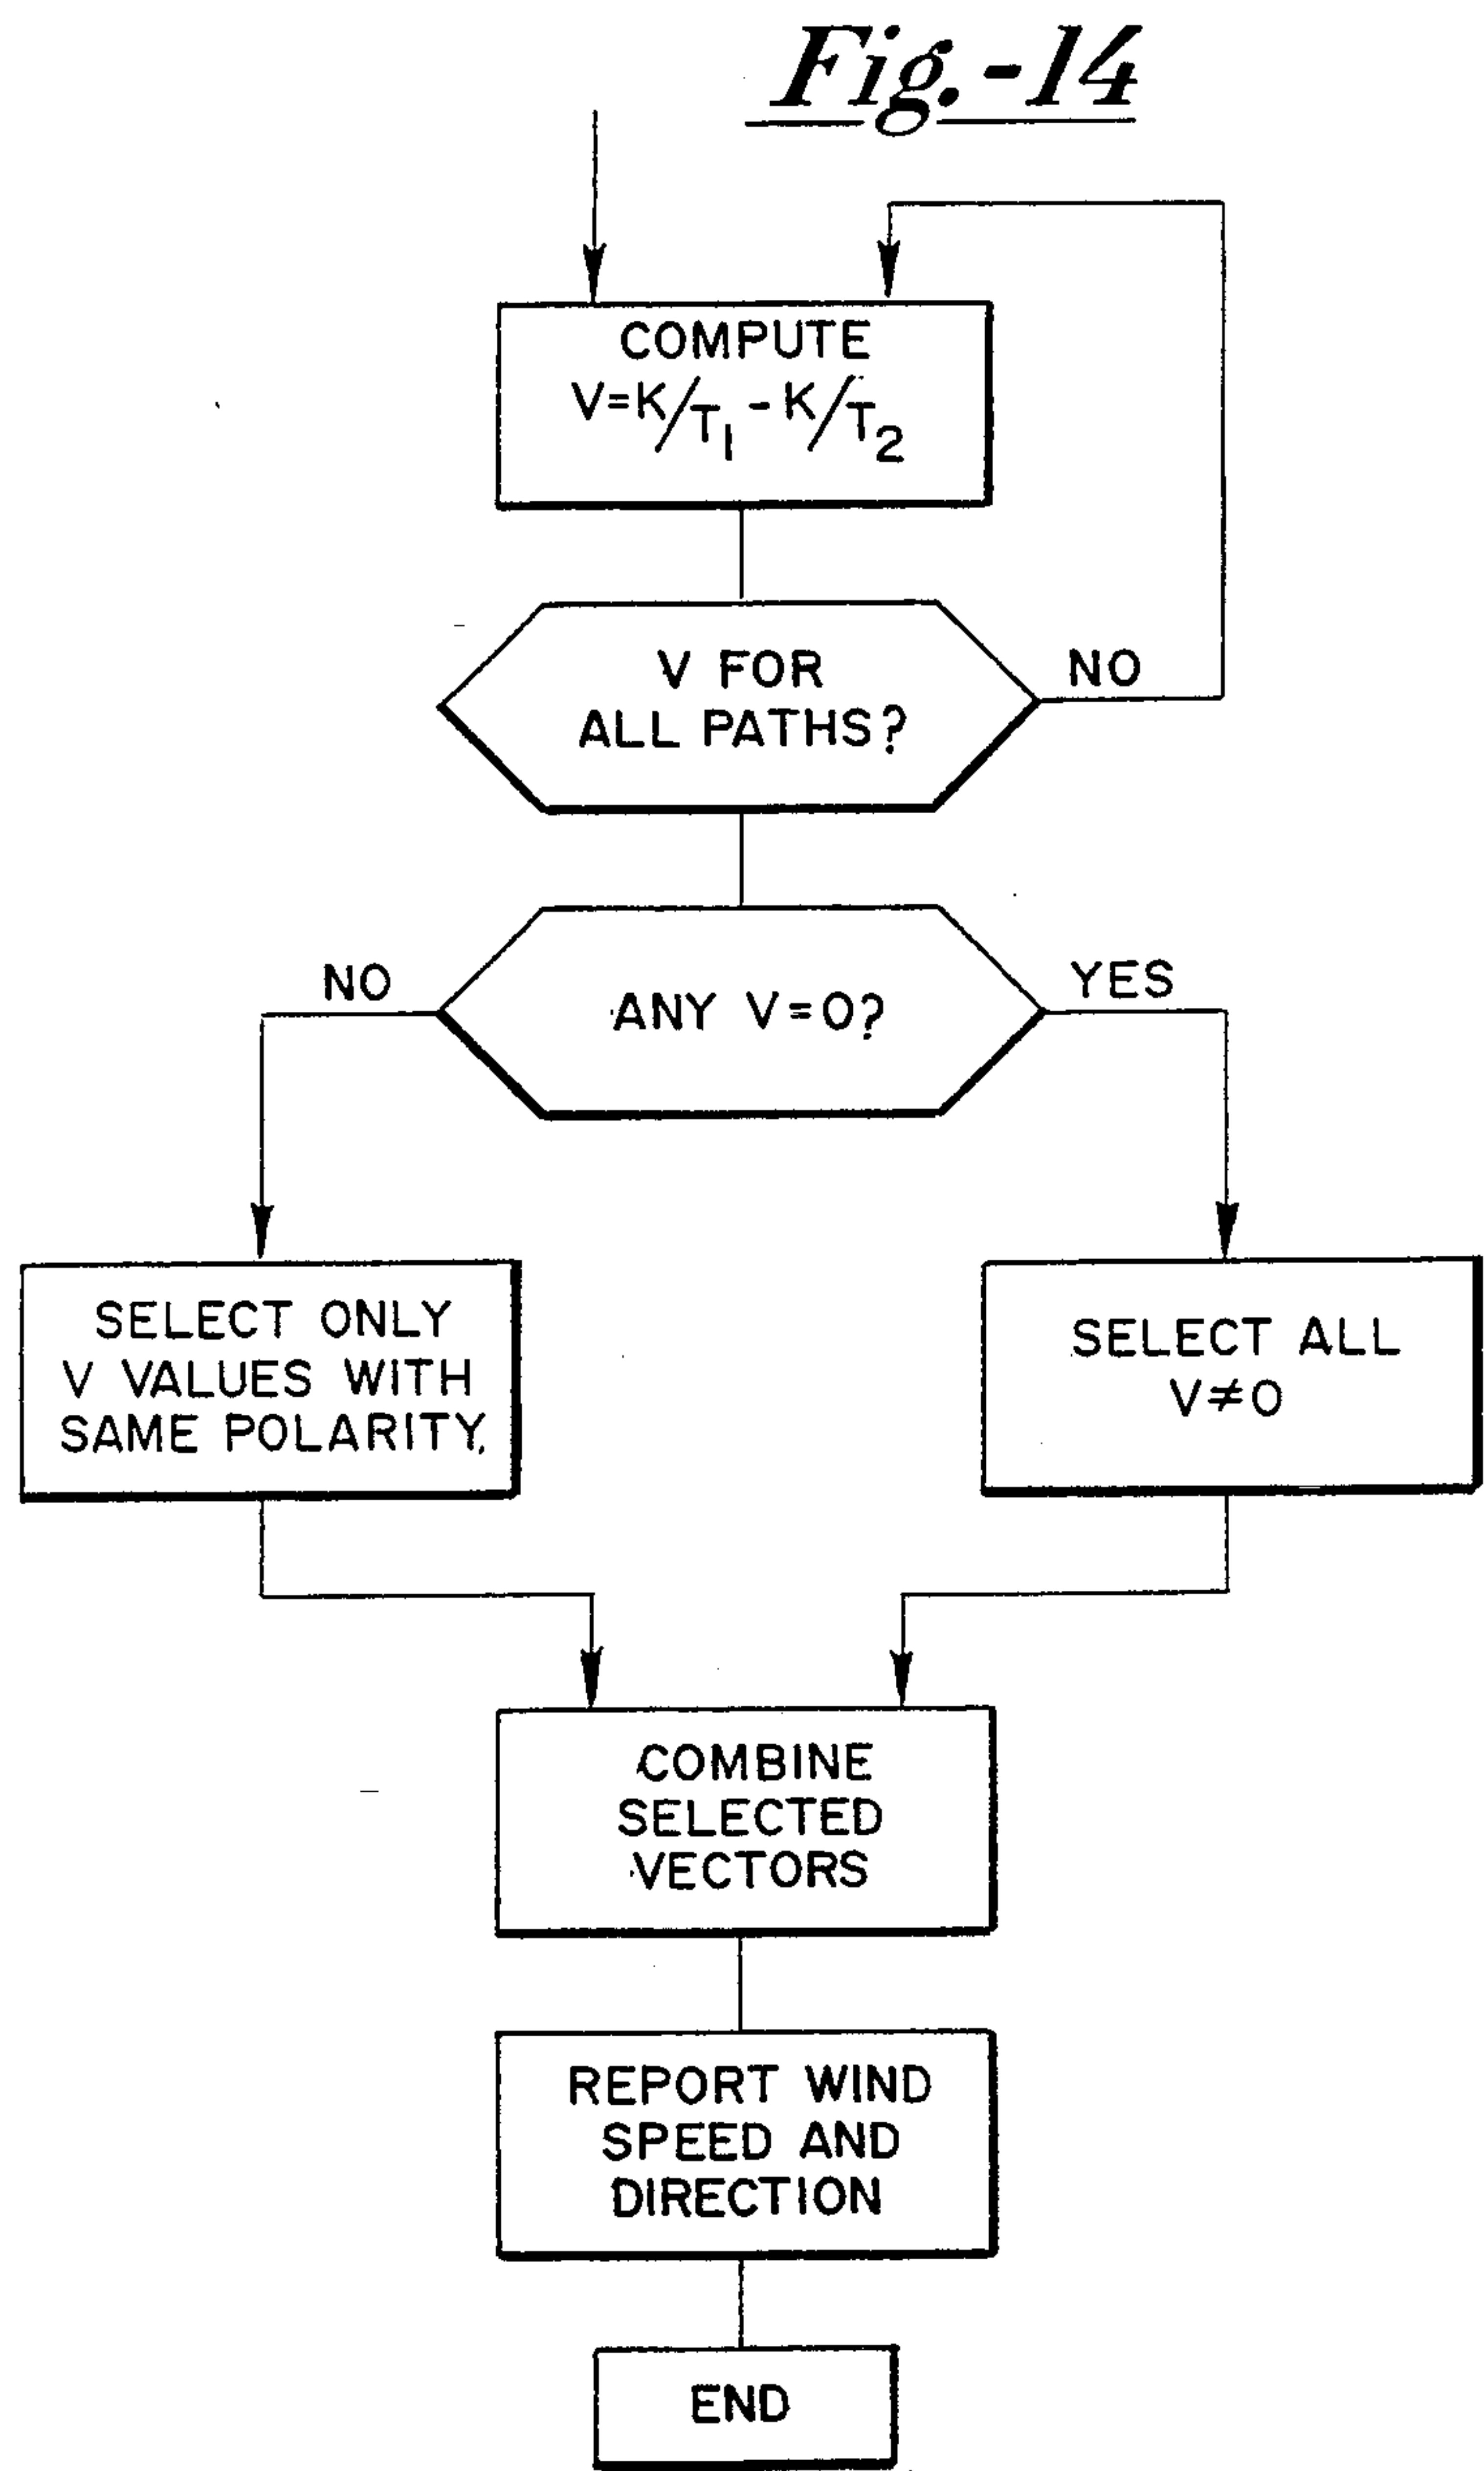 Fig.-14
COMPUTE
V=K/T₁ - K/T₂
V FOR
ALL PATHS?
NO
ANY V=0?
NO
YES
SELECT ONLY
V VALUES WITH
SAME POLARITY.
SELECT ALL
V≠0
COMBINE
SELECTED
VECTORS
REPORT WIND
SPEED AND
DIRECTION
END